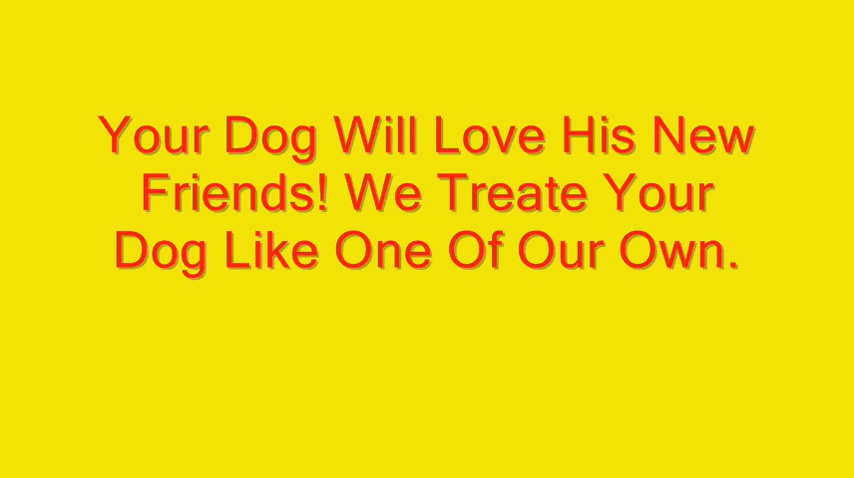 Your Dog Will Love His New
Friends! We Treate Your
Dog Like One Of Our Own.